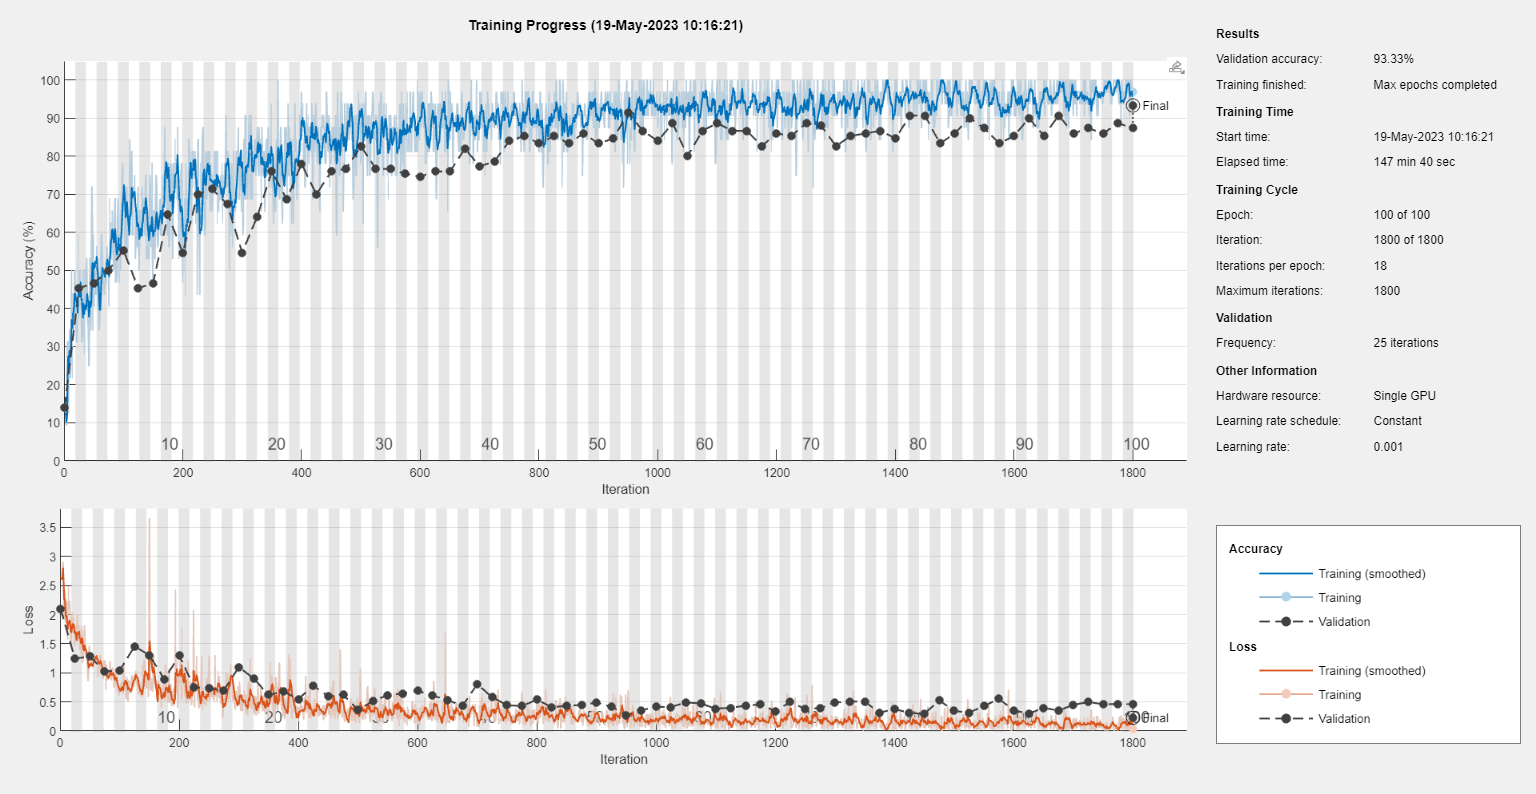 Training Progress (19-May-2023 10:16:21)
100
90
80
70
60
50
40
30
20
10
0
Accuracy (%)
Final
10 20 30 40 50 60 70 80 90 100
0 200 400 600 800 1000 1200 1400 1600 1800
Iteration
3.5
3
2.5
2
1.5
1
0.5
0
Loss
Final
10 20
0 200 400 600 800 1000 1200 1400 1600 1800
Iteration
Results
Validation accuracy: 93.33%
Training finished: Max epochs completed
Training Time
Start time: 19-May-2023 10:16:21
Elapsed time: 147 min 40 sec
Training Cycle
Epoch: 100 of 100
Iteration: 1800 of 1800
Iterations per epoch: 18
Maximum iterations: 1800
Validation
Frequency: 25 iterations
Other Information
Hardware resource: Single GPU
Learning rate schedule: Constant
Learning rate: 0.001
Accuracy
Training (smoothed)
Training
Validation
Loss
Training (smoothed)
Training
Validation